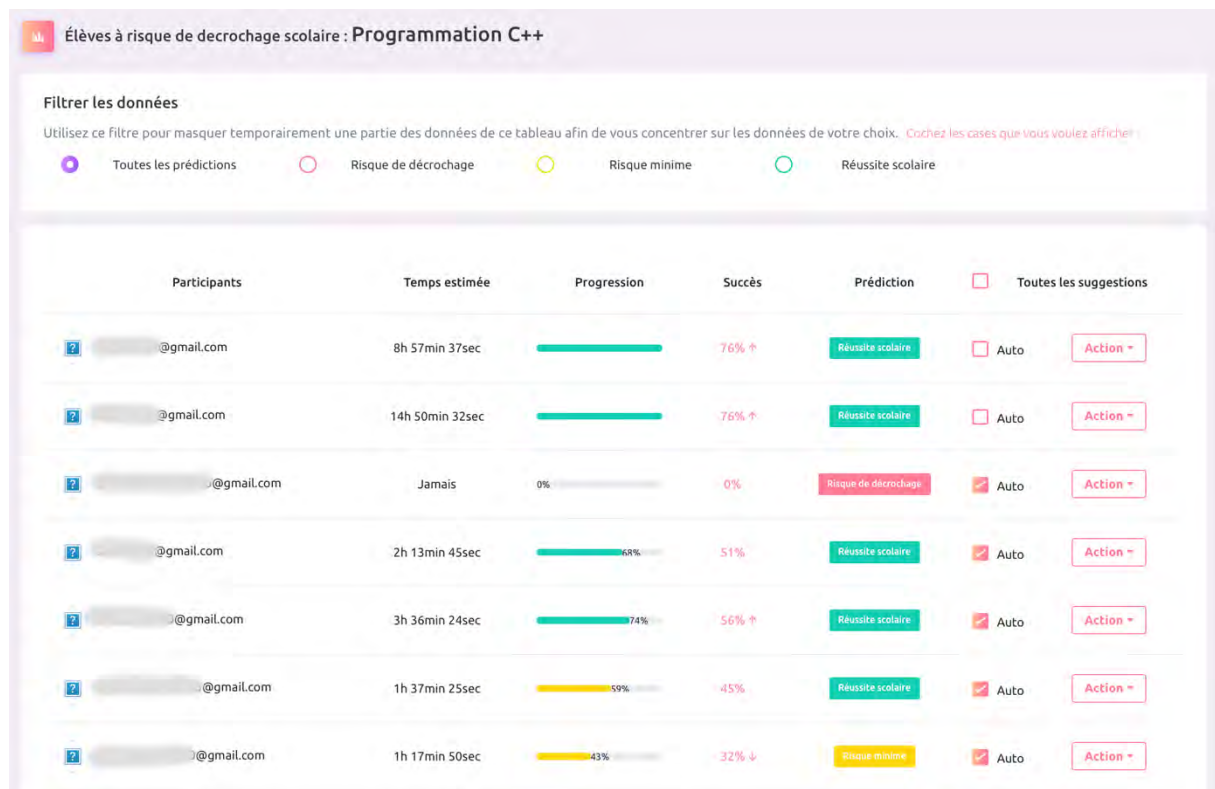 Élèves à risque de decrochage scolaire : Programmation C++
Filtrer les données
Utilisez ce filtre pour masquer temporairement une partie des données de ce tableau afin de vous concentrer sur les données de votre choix. Cochez les cases que vous voulez afficher
Toutes les prédictions Risque de décrochage Risque minime Réussite scolaire
Participants Temps estimée Progression Succès Prédiction Toutes les suggestions
@gmail.com 8h 57min 37sec 76% ↑ Réussite scolaire Auto Action
@gmail.com 14h 50min 32sec 76% ↑ Réussite scolaire Auto Action
@gmail.com Jamais 0% 0% Risque de décrochage Auto Action
@gmail.com 2h 13min 45sec 68% 51% Réussite scolaire Auto Action
@gmail.com 3h 36min 24sec 74% 56% ↑ Réussite scolaire Auto Action
@gmail.com 1h 37min 25sec 59% 45% Réussite scolaire Auto Action
@gmail.com 1h 17min 50sec 43% 32% ↓ Risque minime Auto Action